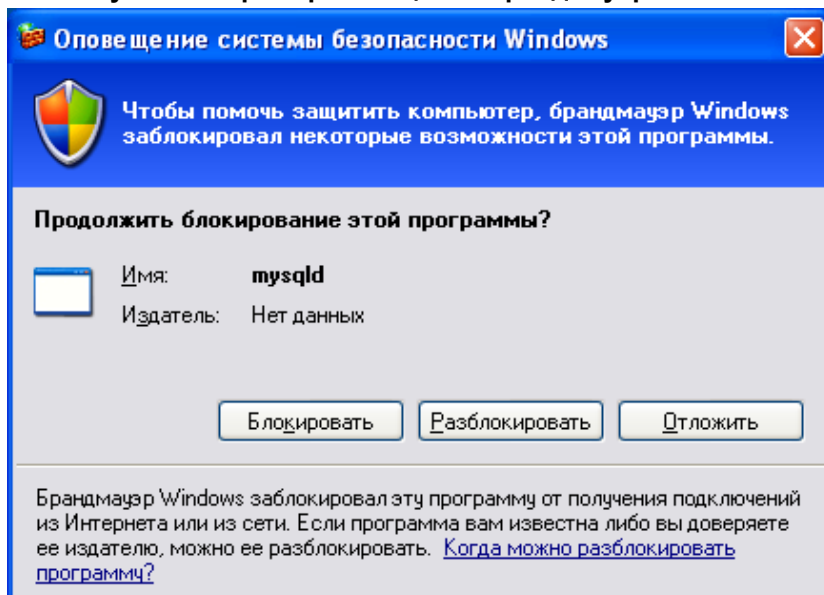 Оповещение системы безопасности Windows
Чтобы помочь защитить компьютер, брандмауэр Windows
заблокировал некоторые возможности этой программы.
Продолжить блокирование этой программы?
Имя: mysqld
Издатель: Нет данных
Блокировать Разблокировать Отложить
Брандмауэр Windows заблокировал эту программу от получения подключений
из Интернета или из сети. Если программа вам известна либо вы доверяете
ее издателю, можно ее разблокировать. Когда можно разблокировать
программу?